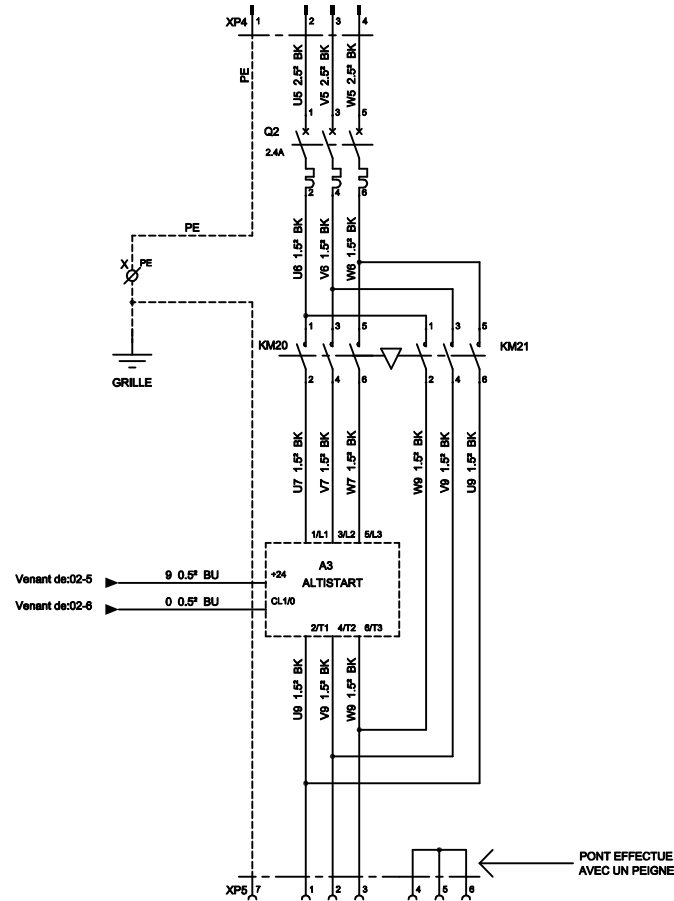 XP4 1 2 3 4
PE
U5 2.5² BK
V5 2.5² BK
W5 2.5² BK
1 3 5
Q2
2.4A
2 4 6
PE
X PE
U6 1.5² BK
V6 1.5² BK
W6 1.5² BK
GRILLE
1 3 5 1 3 5
KM20 KM21
2 4 6 2 4 6
U7 1.5² BK
V7 1.5² BK
W7 1.5² BK
W9 1.5² BK
V9 1.5² BK
U9 1.5² BK
1/L1 3/L2 5/L3
A3
ALTISTART
Venant de:02-5 9 0.5² BU +24
Venant de:02-6 0 0.5² BU CL1/0
2/T1 4/T2 6/T3
U9 1.5² BK
V9 1.5² BK
W9 1.5² BK
PONT EFFECTUE
AVEC UN PEIGNE
XP5 7 1 2 3 4 5 6